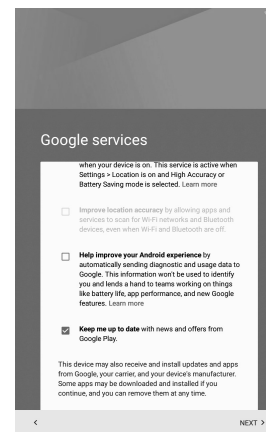 Google services
when your device is on. This service is active when
Settings > Location is on and High Accuracy or
Battery Saving mode is selected. Learn more
Improve location accuracy by allowing apps and
services to scan for Wi-Fi networks and Bluetooth
devices, even when Wi-Fi and Bluetooth are off.
Help improve your Android experience by
automatically sending diagnostic and usage data to
Google. This information won't be used to identify
you and lends a hand to teams working on things
like battery life, app performance, and new Google
features. Learn more
Keep me up to date with news and offers from
Google Play.
This device may also receive and install updates and apps
from Google, your carrier, and your device's manufacturer.
Some apps may be downloaded and installed if you
continue, and you can remove them at any time.
< NEXT >